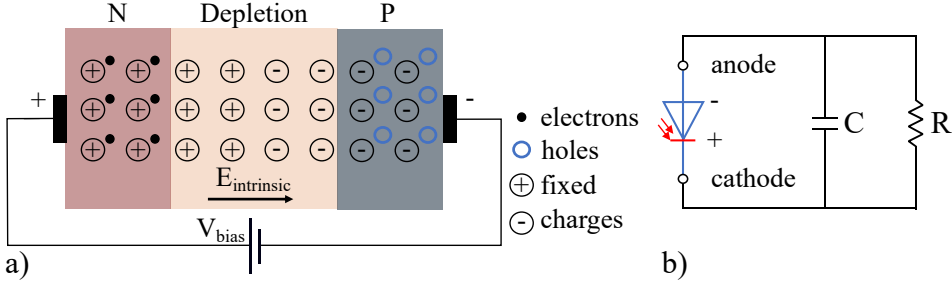 N Depletion P
+ -
E_intrinsic
V_bias
electrons
holes
+ fixed
- charges
a)
anode
-
+
cathode
C
R
b)